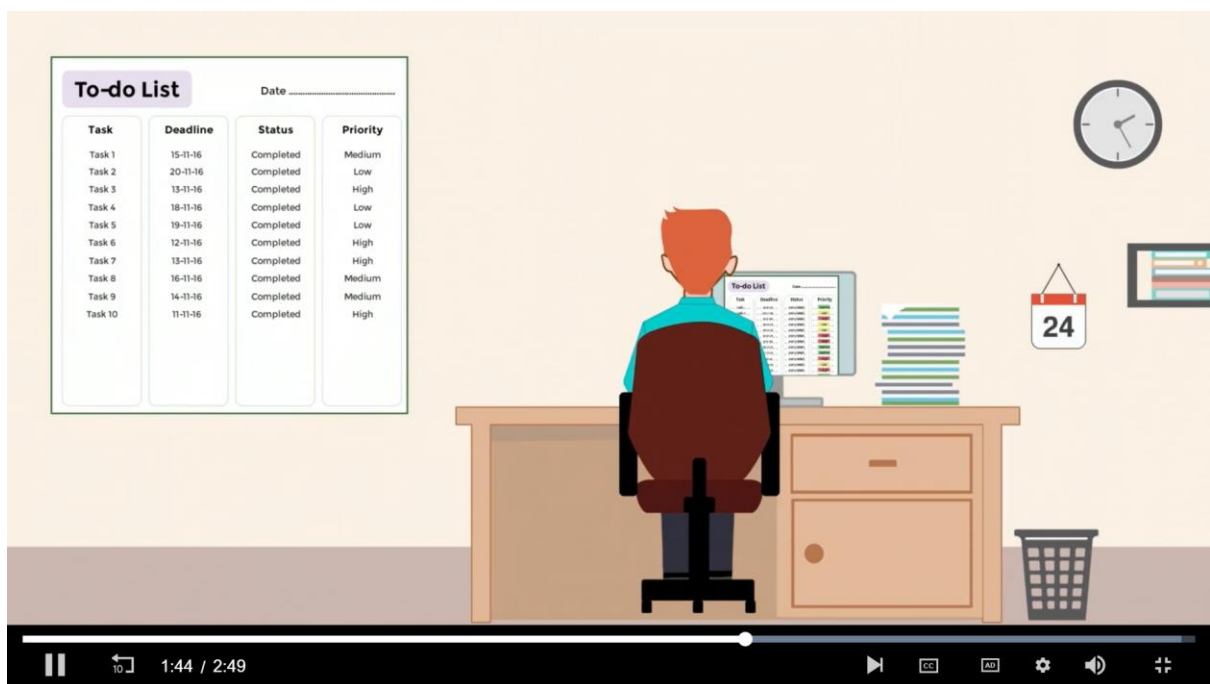 To-do List Date
Task Deadline Status Priority
Task 1 15-11-16 Completed Medium
Task 2 20-11-16 Completed Low
Task 3 13-11-16 Completed High
Task 4 18-11-16 Completed Low
Task 5 19-11-16 Completed Low
Task 6 12-11-16 Completed High
Task 7 13-11-16 Completed High
Task 8 16-11-16 Completed Medium
Task 9 14-11-16 Completed Medium
Task 10 11-11-16 Completed High
To-do List
Task Deadline Status Priority
24
10 1:44 / 2:49 CC AD